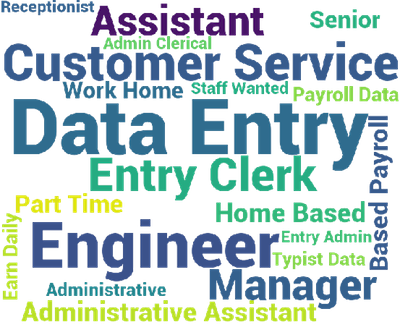 Receptionist
Assistant
Senior
Admin Clerical
Customer Service
Work Home
Staff Wanted
Payroll Data
Data Entry
Based Payroll
Entry Clerk
Part Time
Home Based
Earn Daily
Engineer
Entry Admin
Typist Data
Manager
Administrative
Administrative Assistant